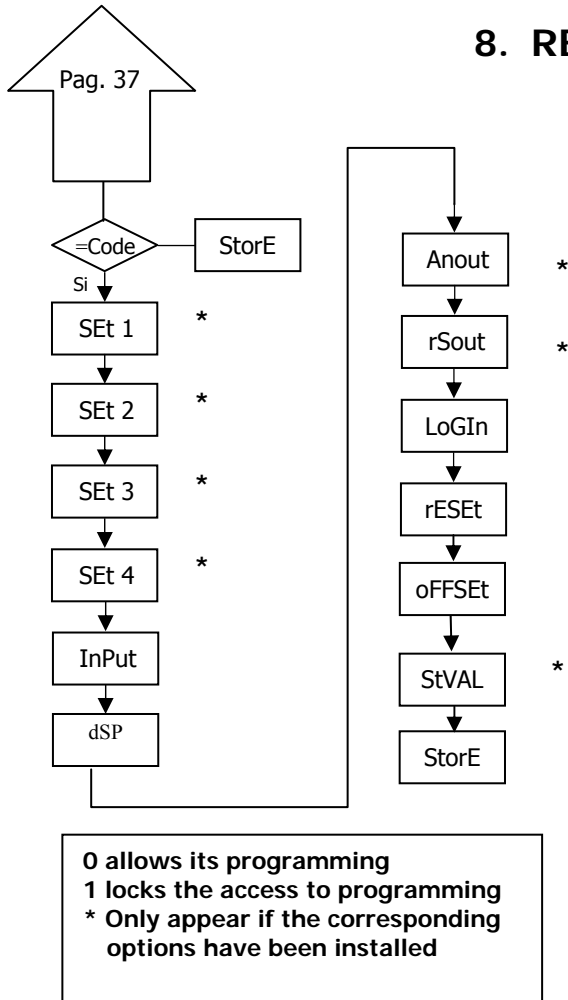 8. RE
Pag. 37
=Code
StorE
Si
SEt 1 *
SEt 2 *
SEt 3 *
SEt 4 *
InPut
dSP
Anout *
rSout *
LoGIn
rESEt
oFFSEt
StVAL *
StorE
0 allows its programming
1 locks the access to programming
* Only appear if the corresponding
options have been installed